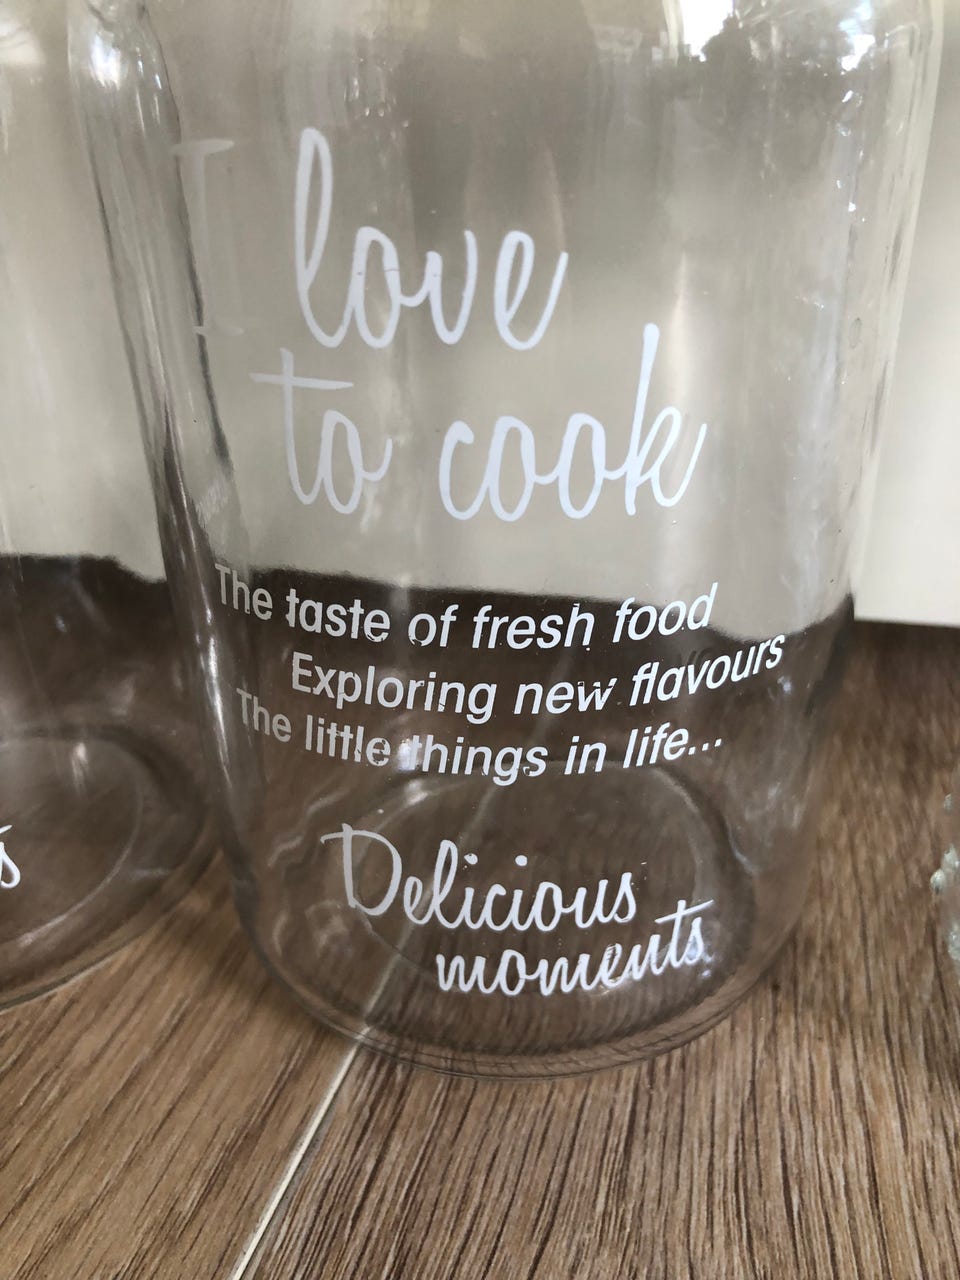 I love
to cook
The taste of fresh food
Exploring new flavours
The little things in life...
Delicious
moments